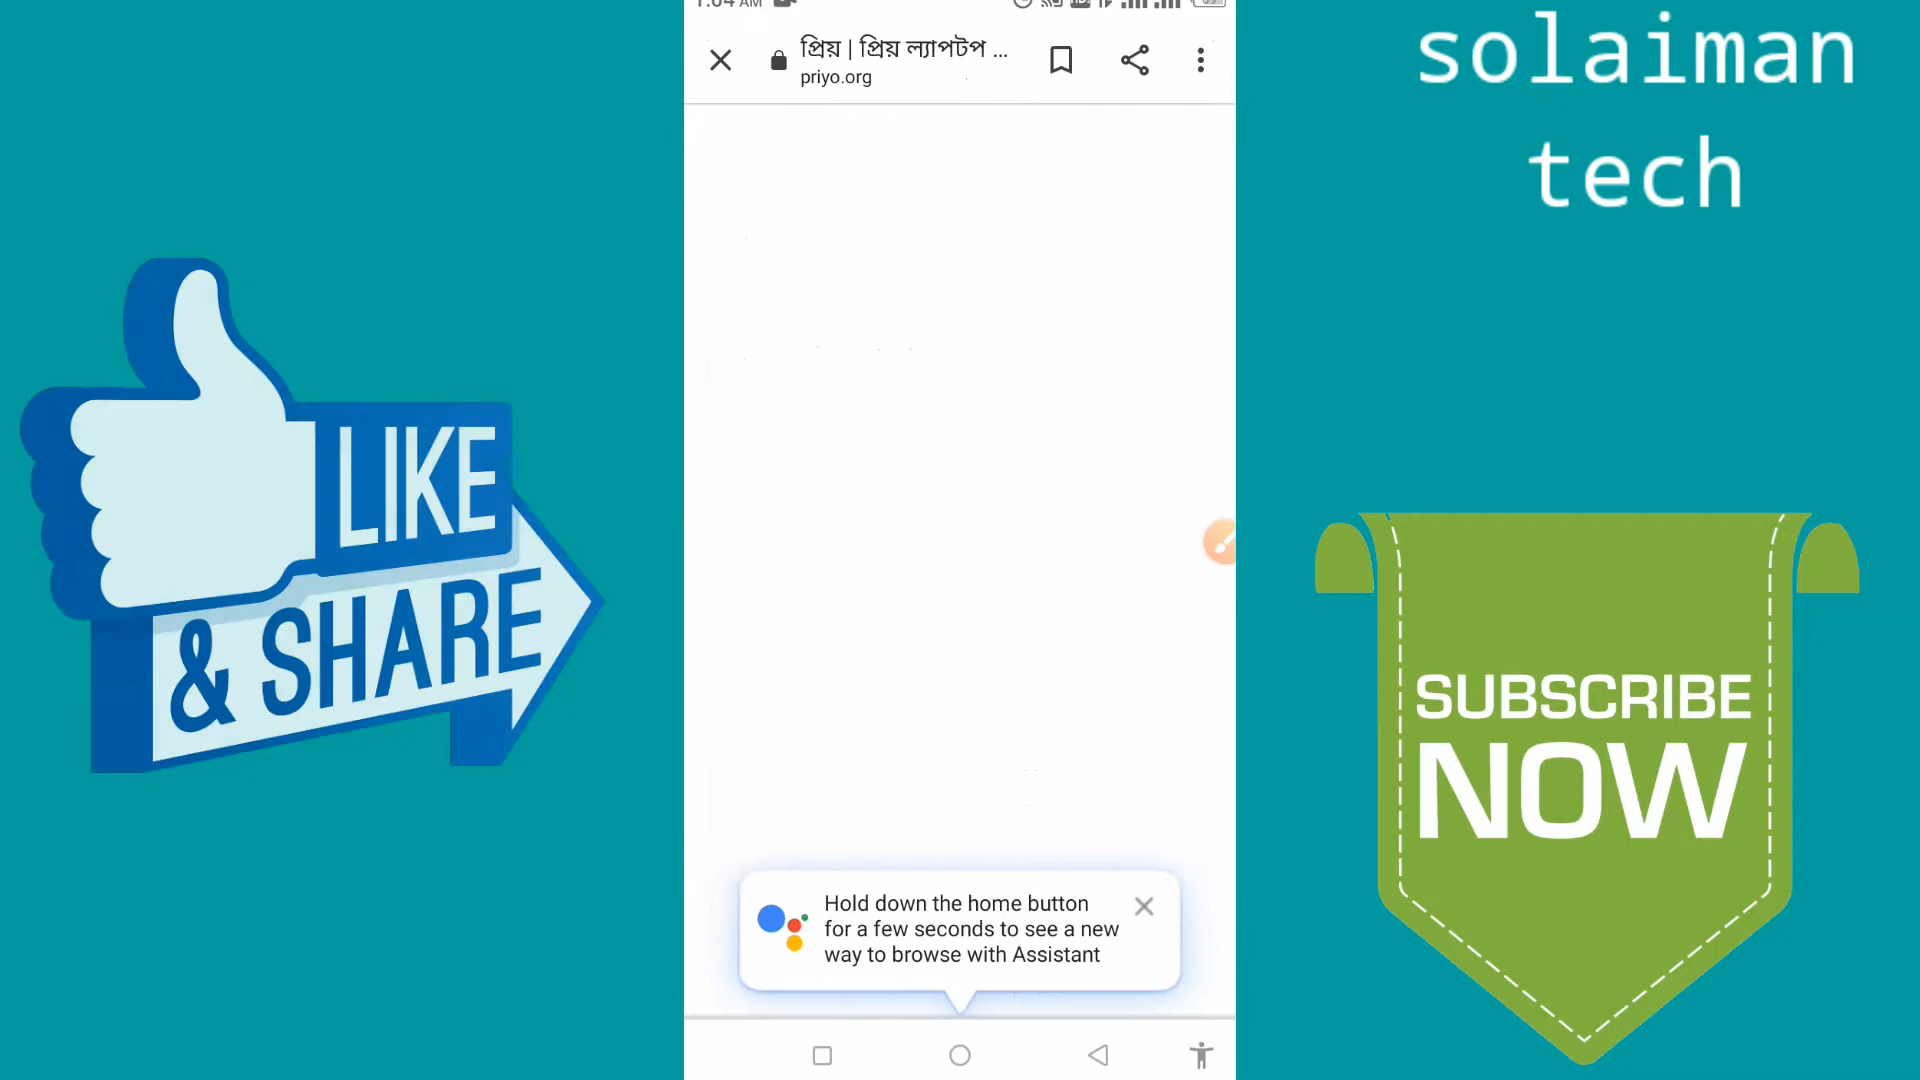 প্রিয় | প্রিয় ল্যাপটপ ...
priyo.org
solaiman
tech
LIKE
& SHARE
SUBSCRIBE
NOW
Hold down the home button
for a few seconds to see a new
way to browse with Assistant